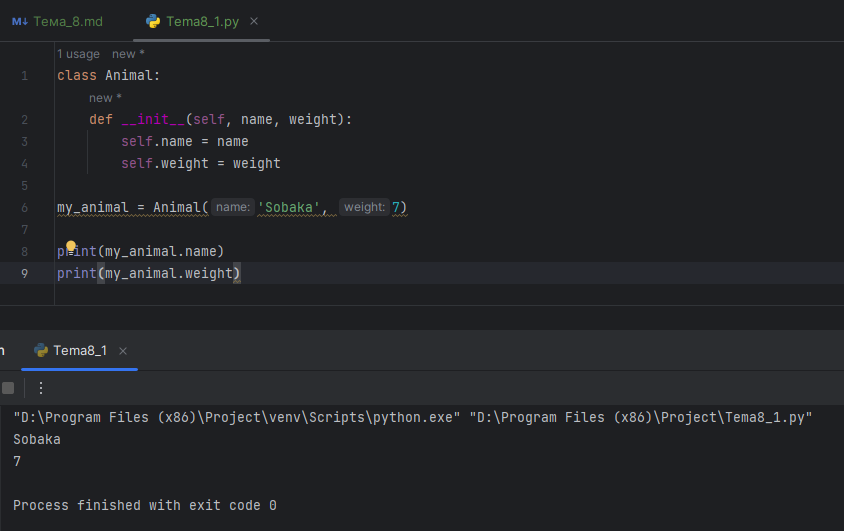 M↓ Тема_8.md Tema8_1.py ×
1 usage new *
1 class Animal:
new *
2 def __init__(self, name, weight):
3 self.name = name
4 self.weight = weight
5
6 my_animal = Animal( name: 'Sobaka', weight: 7)
7
8 print(my_animal.name)
9 print(my_animal.weight)
n Tema8_1 ×
"D:\Program Files (x86)\Project\venv\Scripts\python.exe" "D:\Program Files (x86)\Project\Tema8_1.py"
Sobaka
7
Process finished with exit code 0